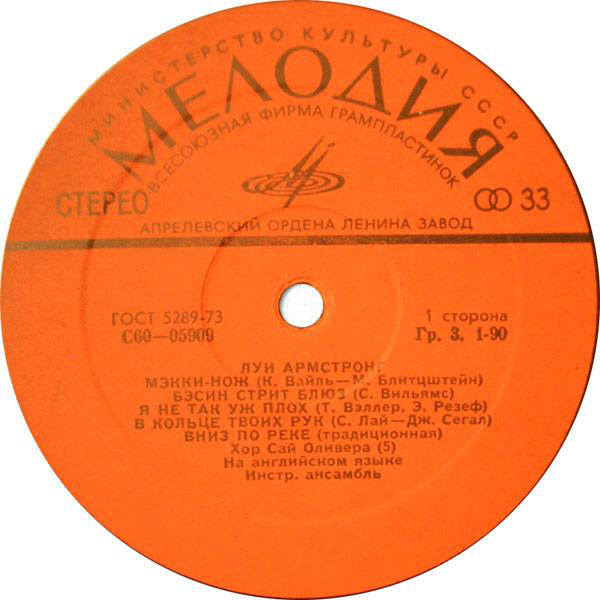 МИНИСТЕРСТВО КУЛЬТУРЫ СССР
МЕЛОДИЯ
ВСЕСОЮЗНАЯ ФИРМА ГРАМПЛАСТИНОК
СТЕРЕО
33
АПРЕЛЕВСКИЙ ОРДЕНА ЛЕНИНА ЗАВОД
ГОСТ 5289-73
1 сторона
С60—05909
Гр. 3. 1-90
ЛУИ АРМСТРОНГ
МЭККИ-НОЖ (К. Вайль—М. Блитцштейн)
БЭСИН СТРИТ БЛЮЗ (С. Вильямс)
Я НЕ ТАК УЖ ПЛОХ (Т. Вэллер, Э. Резеф)
В КОЛЬЦЕ ТВОИХ РУК (С. Лай—Дж. Сегал)
ВНИЗ ПО РЕКЕ (традиционная)
Хор Сай Оливера (5)
На английском языке
Инстр. ансамбль